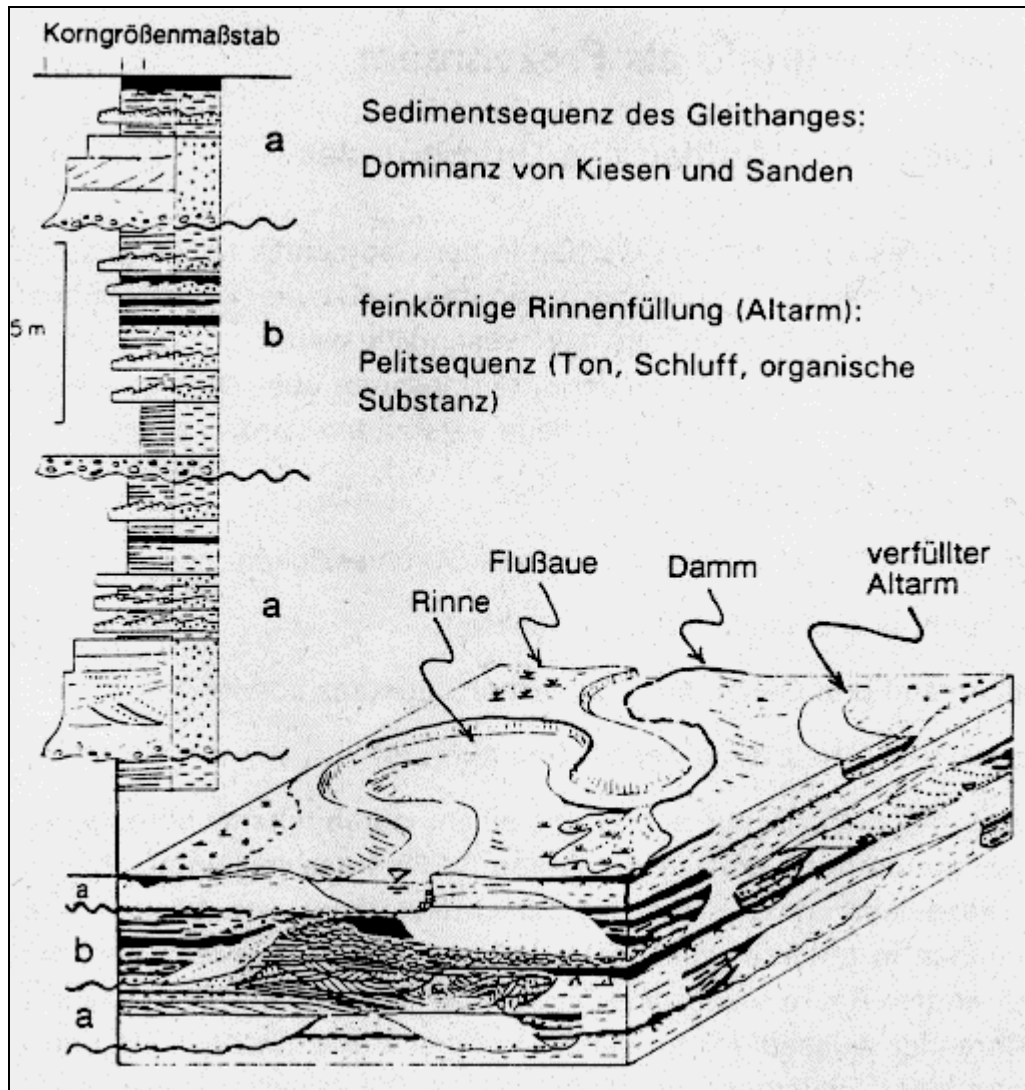 Korngrößenmaßstab
a
Sedimentsequenz des Gleithanges:
Dominanz von Kiesen und Sanden
5 m
b
feinkörnige Rinnenfüllung (Altarm):
Pelitsequenz (Ton, Schluff, organische
Substanz)
a
Rinne
Flußaue
Damm
verfüllter
Altarm
a
b
a